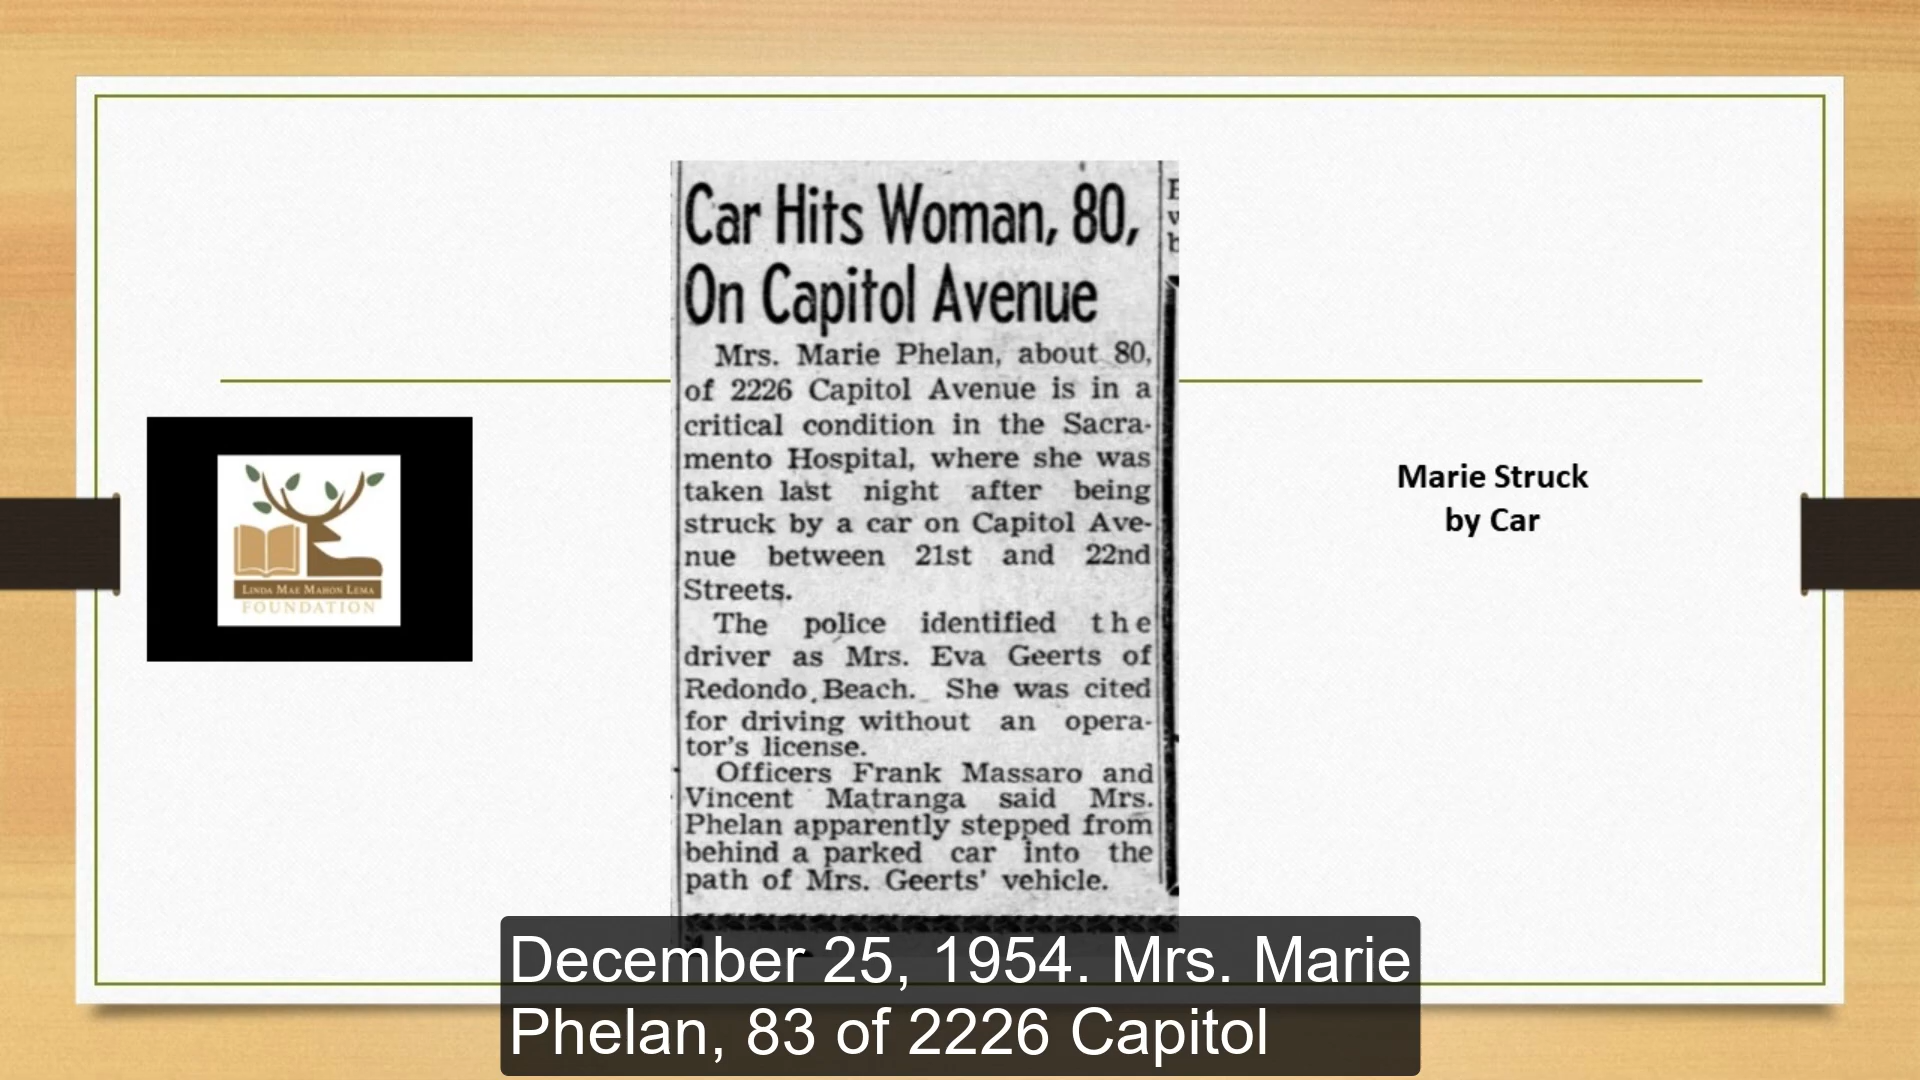 Car Hits Woman, 80,
On Capitol Avenue
Mrs. Marie Phelan, about 80,
of 2226 Capitol Avenue is in a
critical condition in the Sacra-
mento Hospital, where she was
taken last night after being
struck by a car on Capitol Ave-
nue between 21st and 22nd
Streets.
The police identified the
driver as Mrs. Eva Geerts of
Redondo Beach. She was cited
for driving without an opera-
tor's license.
Officers Frank Massaro and
Vincent Matranga said Mrs.
Phelan apparently stepped from
behind a parked car into the
path of Mrs. Geerts' vehicle.
LINDA MAE MAHON LEMA
FOUNDATION
Marie Struck
by Car
December 25, 1954. Mrs. Marie
Phelan, 83 of 2226 Capitol